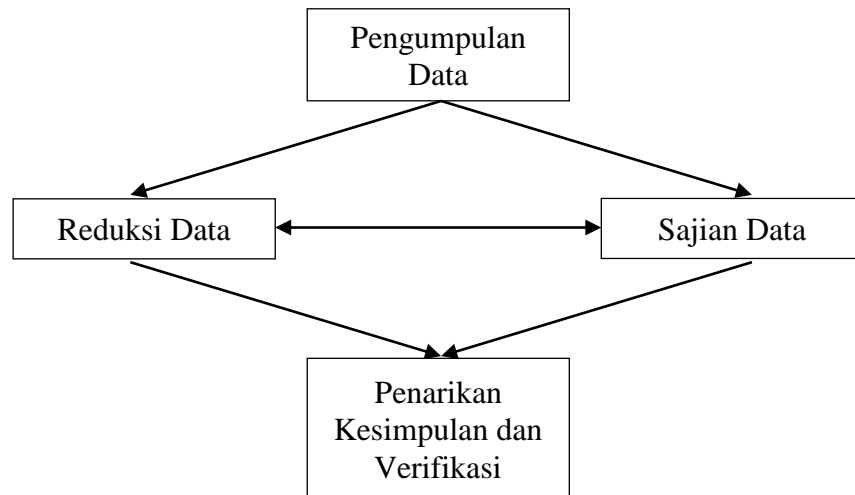 Pengumpulan
Data
Reduksi Data
Sajian Data
Penarikan
Kesimpulan dan
Verifikasi